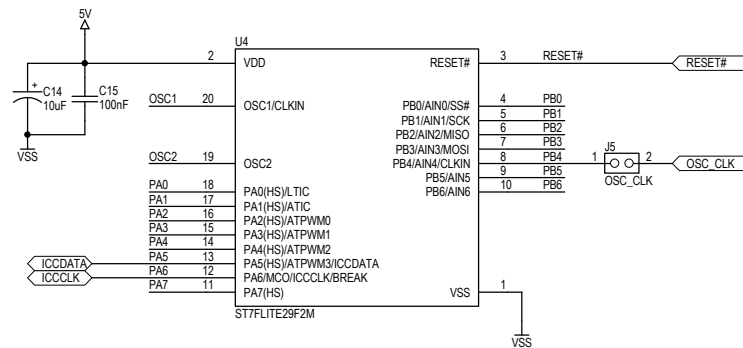 5V
U4
2 VDD RESET# 3 RESET# RESET#
+ C14 10uF
C15 100nF
VSS
OSC1 20 OSC1/CLKIN
OSC2 19 OSC2
PB0/AIN0/SS# 4 PB0
PB1/AIN1/SCK 5 PB1
PB2/AIN2/MISO 6 PB2
PB3/AIN3/MOSI 7 PB3
PB4/AIN4/CLKIN 8 PB4
PB5/AIN5 9 PB5
PB6/AIN6 10 PB6
J5
1 2 OSC_CLK
OSC_CLK
PA0 18 PA0(HS)/LTIC
PA1 17 PA1(HS)/ATIC
PA2 16 PA2(HS)/ATPWM0
PA3 15 PA3(HS)/ATPWM1
PA4 14 PA4(HS)/ATPWM2
ICCDATA PA5 13 PA5(HS)/ATPWM3/ICCDATA
ICCCLK PA6 12 PA6/MCO/ICCCLK/BREAK
PA7 11 PA7(HS)
VSS 1
ST7FLITE29F2M
VSS